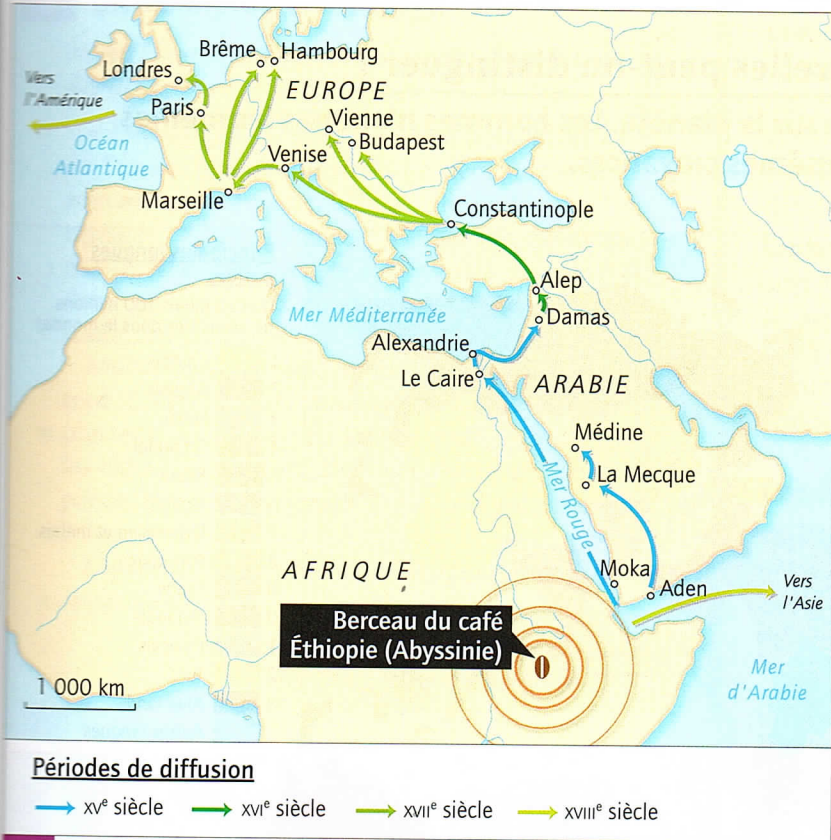 Brême
Hambourg
Londres
Vers
l'Amérique
EUROPE
Paris
Vienne
Océan
Atlantique
Budapest
Venise
Marseille
Constantinople
Alep
Mer Méditerranée
Damas
Alexandrie
Le Caire
ARABIE
Médine
La Mecque
Mer Rouge
AFRIQUE
Moka
Aden
Vers
l'Asie
Berceau du café
Éthiopie (Abyssinie)
Mer
d'Arabie
1 000 km
Périodes de diffusion
XVe siècle
XVIe siècle
XVIIe siècle
XVIIIe siècle